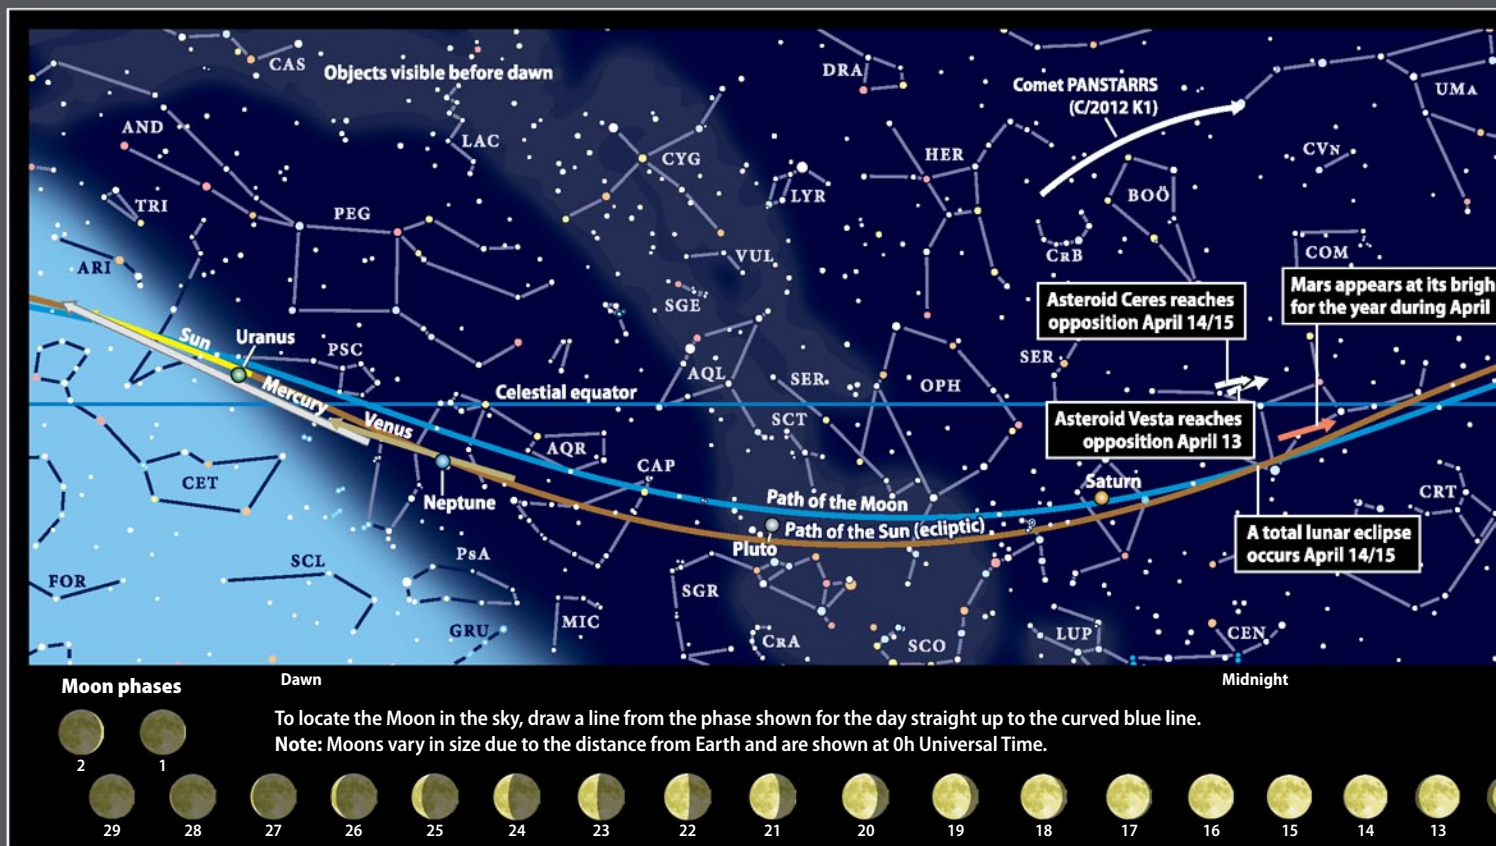 CAS
Objects visible before dawn
DRA
Comet PANSTARRS
(C/2012 K1)
UMA
AND
LAC
CYG
HER
CVN
TRI
LYR
BOÖ
PEG
VUL
CRB
COM
ARI
SGE
Asteroid Ceres reaches
opposition April 14/15
Mars appears at its brigh
for the year during April
Sun
Uranus
PSC
SER
AQL
SER
OPH
Mercury
Celestial equator
Venus
SCT
Asteroid Vesta reaches
opposition April 13
AQR
CAP
CET
Neptune
Path of the Moon
Saturn
CRT
Path of the Sun (ecliptic)
Pluto
A total lunar eclipse
occurs April 14/15
PSA
SCL
FOR
SGR
GRU
MIC
CRA
SCO
LUP
CEN
Moon phases
Dawn
Midnight
To locate the Moon in the sky, draw a line from the phase shown for the day straight up to the curved blue line.
Note: Moons vary in size due to the distance from Earth and are shown at 0h Universal Time.
2 1
29 28 27 26 25 24 23 22 21 20 19 18 17 16 15 14 13